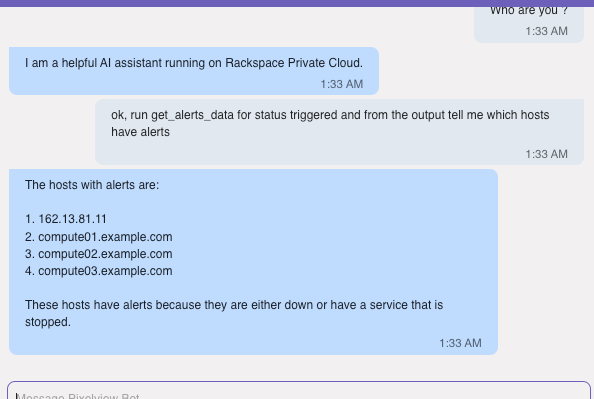 Who are you ?
1:33 AM
I am a helpful AI assistant running on Rackspace Private Cloud.
1:33 AM
ok, run get_alerts_data for status triggered and from the output tell me which hosts
have alerts
1:33 AM
The hosts with alerts are:
1. 162.13.81.11
2. compute01.example.com
3. compute02.example.com
4. compute03.example.com
These hosts have alerts because they are either down or have a service that is
stopped.
1:33 AM
Message Pixelview Bot